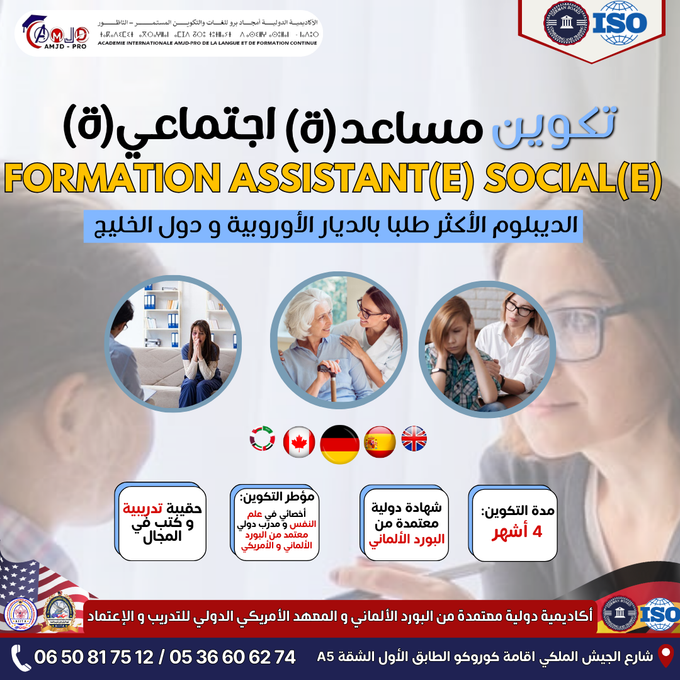 الأكاديمية الدولية أمجاد برو للغات والتكوين المستمر - الناظور
ACADEMIE INTERNATIONALE AMJD-PRO DE LA LANGUE ET DE FORMATION CONTINUE
AMJD
AMJD - PRO
ISO
تكوين مساعد(ة) اجتماعي(ة)
FORMATION ASSISTANT(E) SOCIAL(E)
الديبلوم الأكثر طلبا بالديار الأوروبية و دول الخليج
مدة التكوين:
4 أشهر
شهادة دولية
معتمدة من
البورد الألماني
مؤطر التكوين:
أخصائي في علم
النفس و مدرب دولي
معتمد من البورد
الألماني و الأمريكي
حقيبة تدريبية
و كتب في
المجال
أكاديمية دولية معتمدة من البورد الألماني و المعهد الأمريكي الدولي للتدريب و الإعتماد
ISO
شارع الجيش الملكي اقامة كوروكو الطابق الأول الشقة A5
06 50 81 75 12 / 05 36 60 62 74